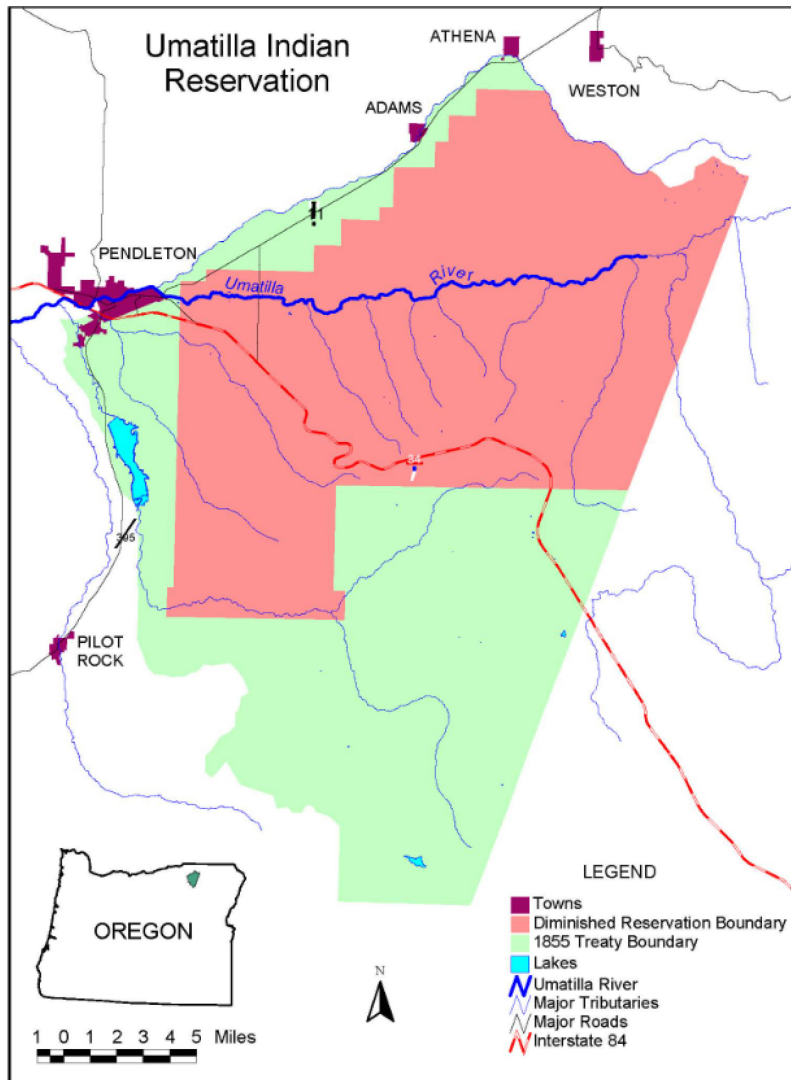 Umatilla Indian
Reservation
ATHENA
WESTON
ADAMS
11
PENDLETON
Umatilla River
84
395
PILOT
ROCK
OREGON
N
1 0 1 2 3 4 5 Miles
LEGEND
Towns
Diminished Reservation Boundary
1855 Treaty Boundary
Lakes
Umatilla River
Major Tributaries
Major Roads
Interstate 84